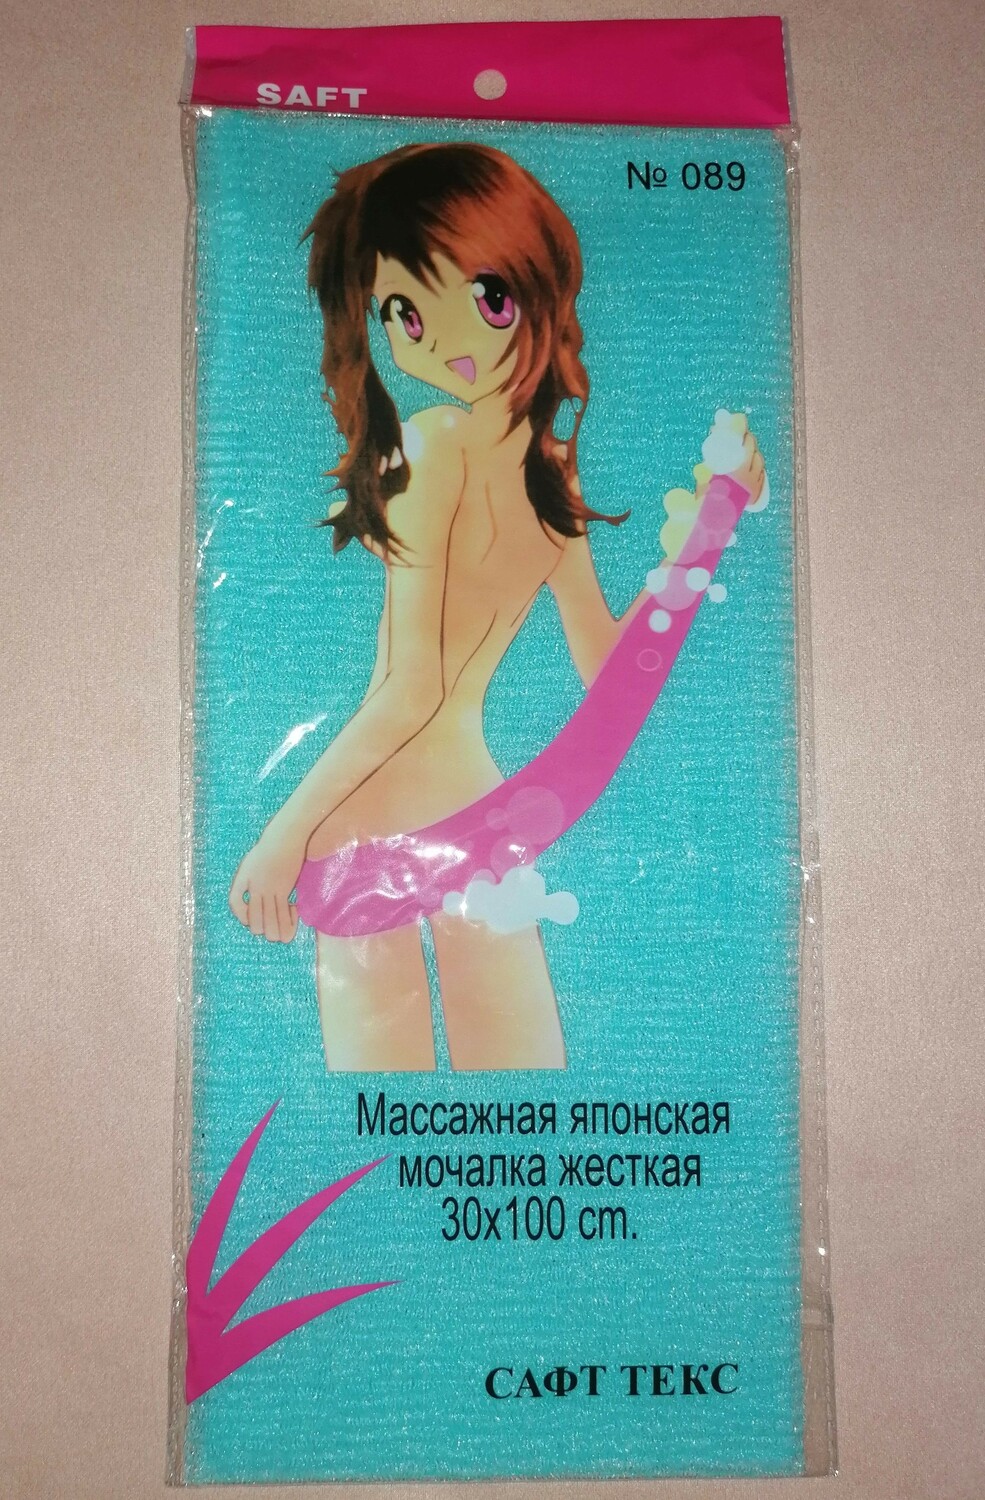 SAFT
№ 089
Массажная японская
мочалка жесткая
30x100 cm.
САФТ ТЕКС